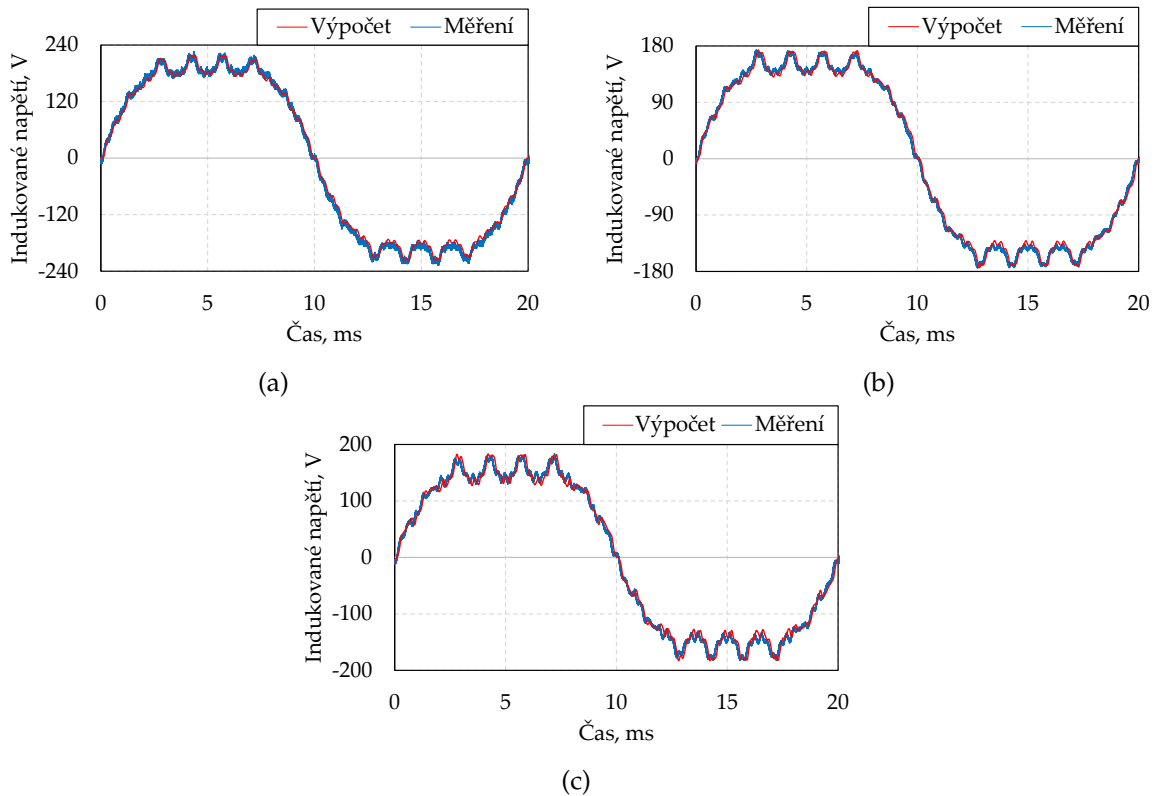 Výpočet Měření
Indukované napětí, V
240
120
0
-120
-240
0 5 10 15 20
Čas, ms
(a)
Výpočet Měření
Indukované napětí, V
180
90
0
-90
-180
0 5 10 15 20
Čas, ms
(b)
Výpočet Měření
Indukované napětí, V
200
100
0
-100
-200
0 5 10 15 20
Čas, ms
(c)